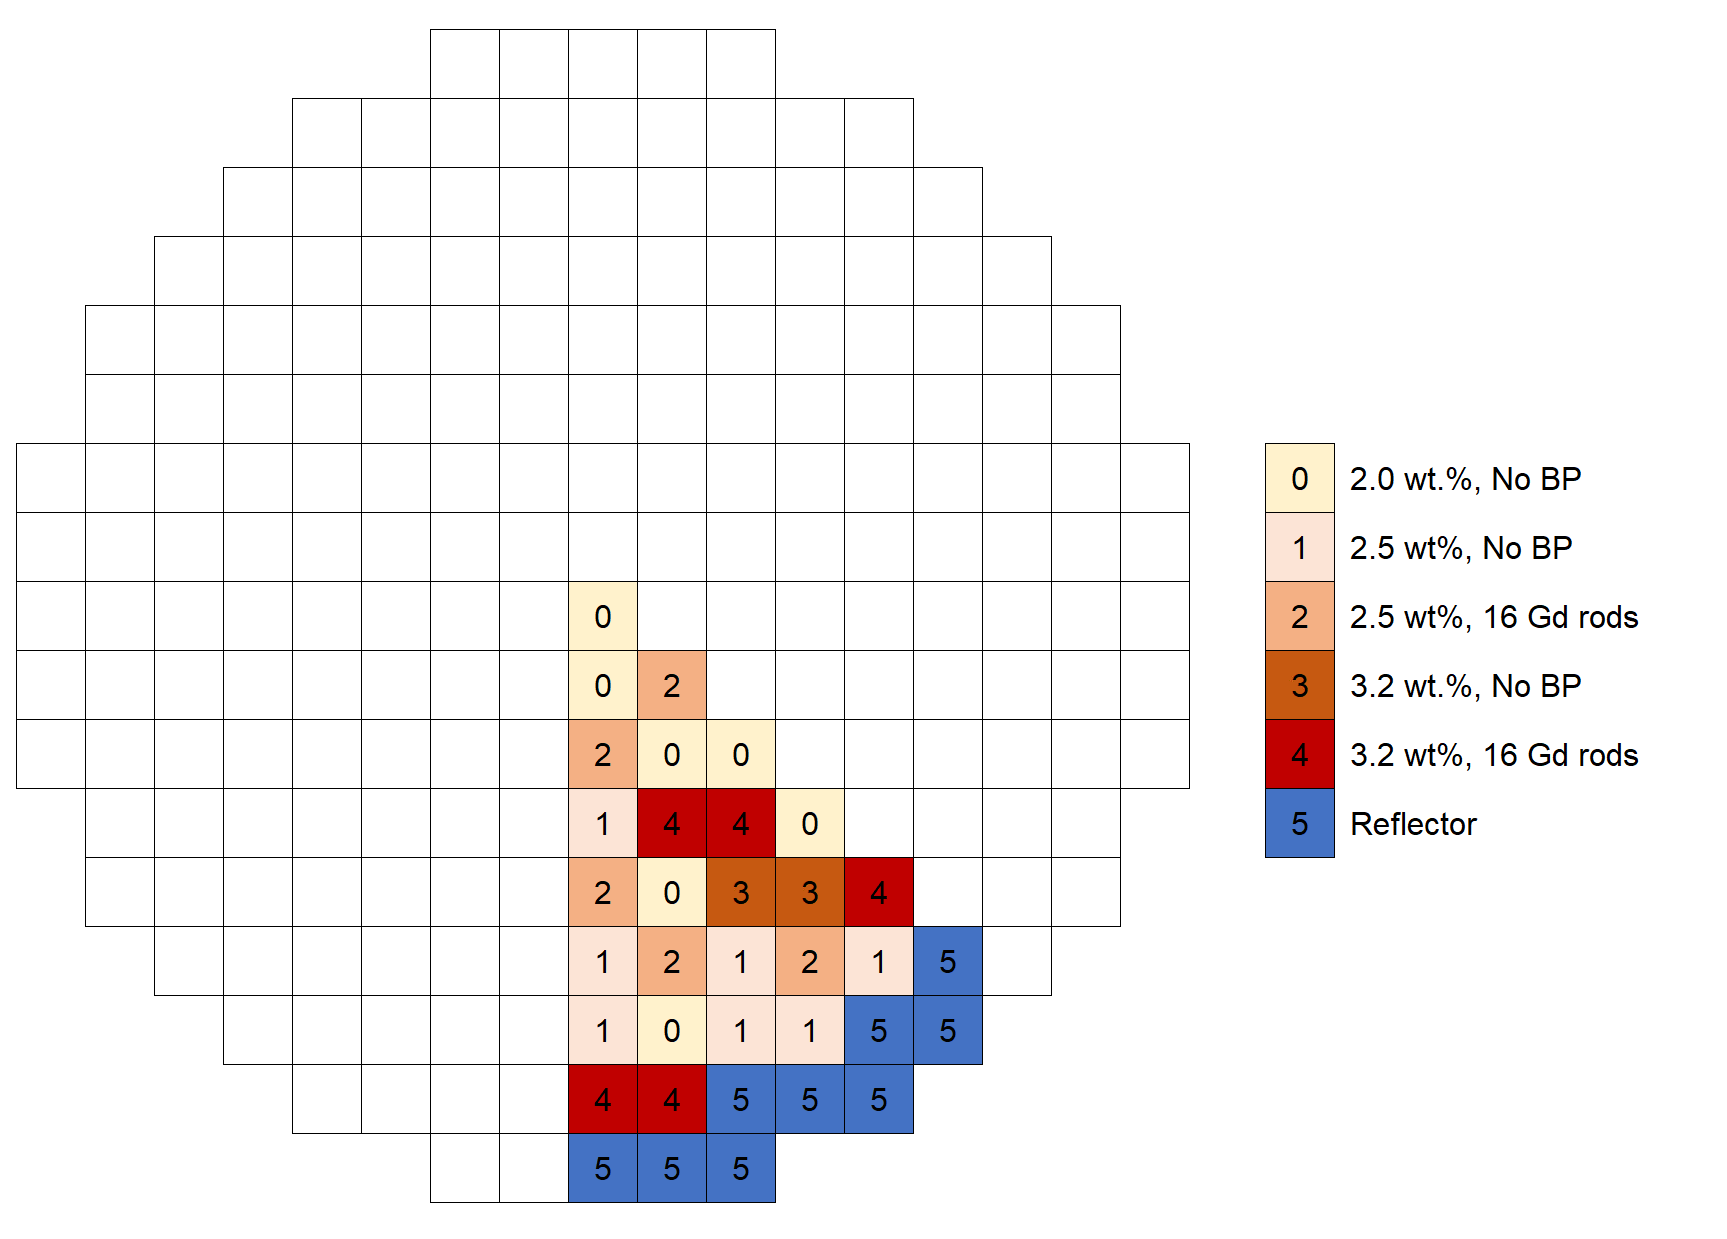 0 2.0 wt.%, No BP
1 2.5 wt%, No BP
2 2.5 wt%, 16 Gd rods
3 3.2 wt.%, No BP
4 3.2 wt%, 16 Gd rods
5 Reflector
0
0 2
2 0 0
1 4 4 0
2 0 3 3 4
1 2 1 2 1 5
1 0 1 1 5 5
4 4 5 5 5
5 5 5